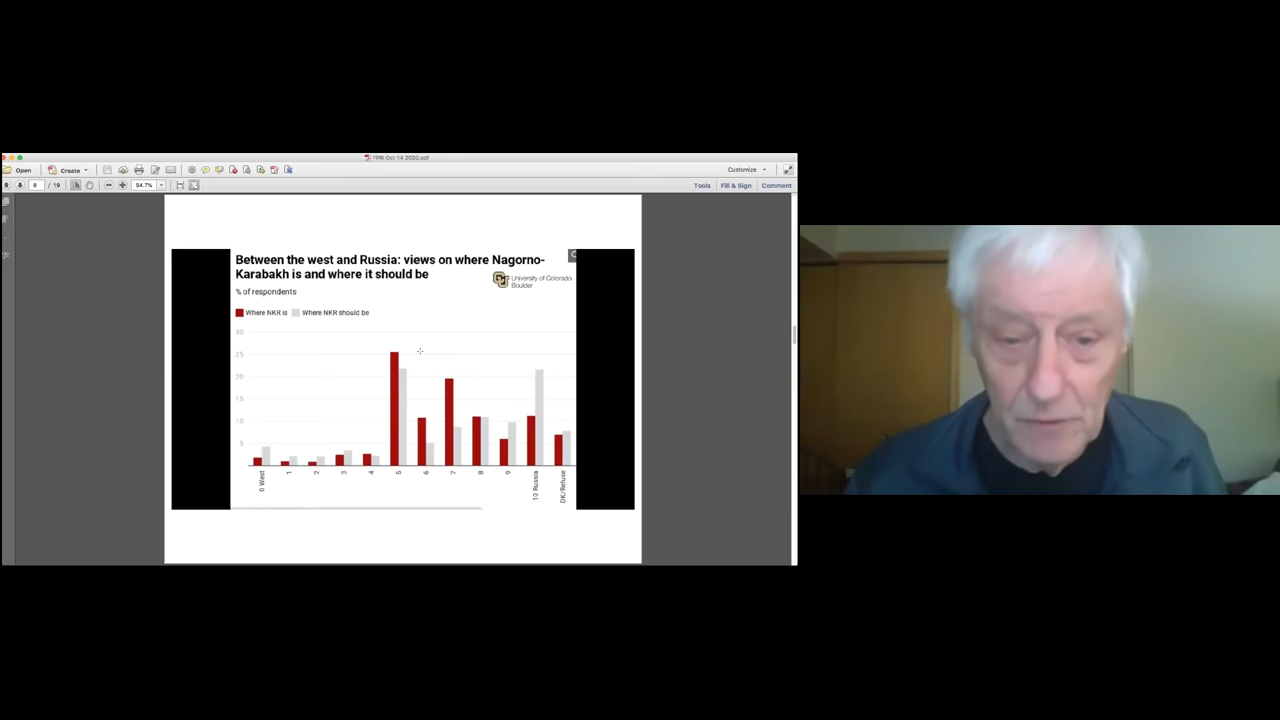 FPRI Oct 14 2020.pdf
Open
Create
Customize
8 / 19
94.7%
Tools
Fill & Sign
Comment
Between the west and Russia: views on where Nagorno-
Karabakh is and where it should be
University of Colorado
Boulder
% of respondents
Where NKR is
Where NKR should be
30
25
20
15
10
5
0 West
1
2
3
4
5
6
7
8
9
10 Russia
DK/Refuse